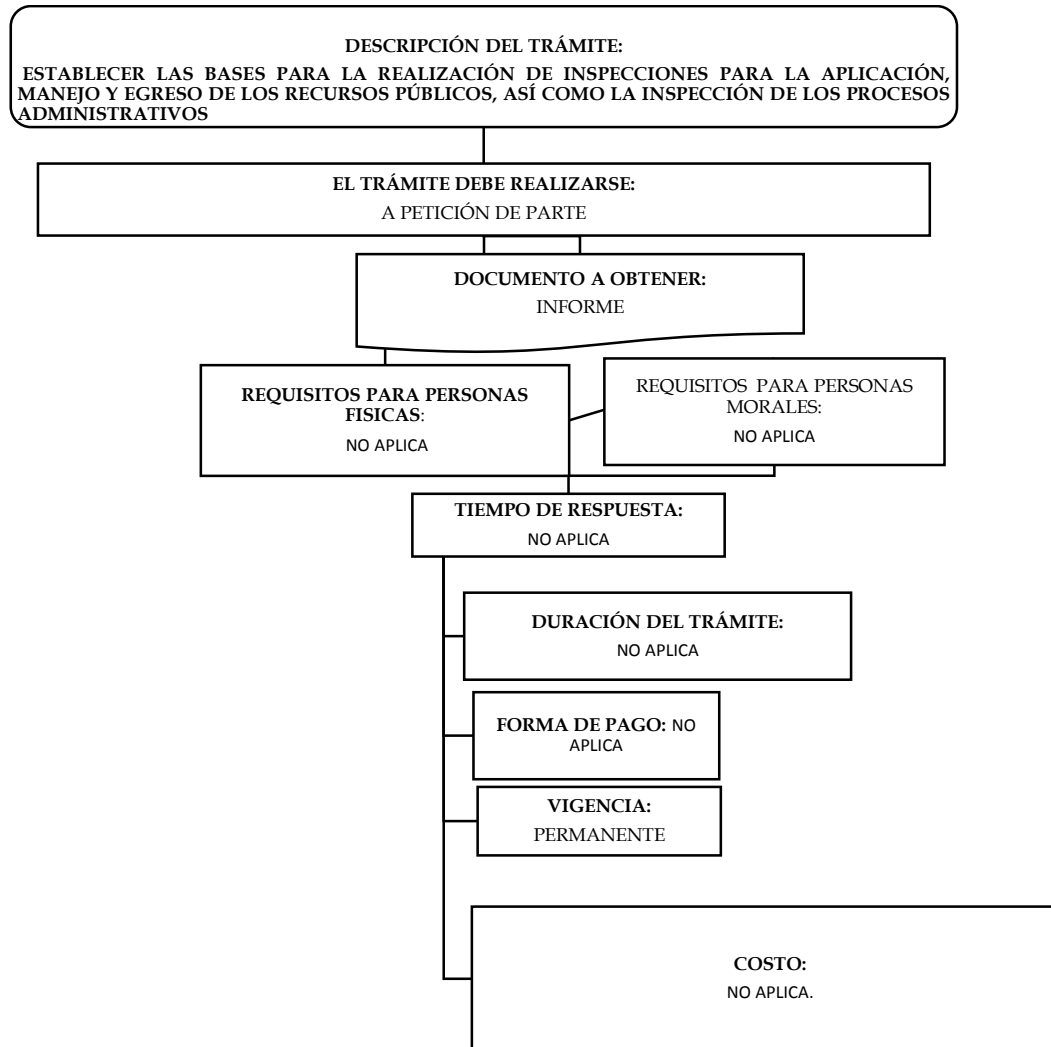 DESCRIPCIÓN DEL TRÁMITE:
ESTABLECER LAS BASES PARA LA REALIZACIÓN DE INSPECCIONES PARA LA APLICACIÓN,
MANEJO Y EGRESO DE LOS RECURSOS PÚBLICOS, ASÍ COMO LA INSPECCIÓN DE LOS PROCESOS
ADMINISTRATIVOS
EL TRÁMITE DEBE REALIZARSE:
A PETICIÓN DE PARTE
DOCUMENTO A OBTENER:
INFORME
REQUISITOS PARA PERSONAS
FISICAS:
NO APLICA
REQUISITOS PARA PERSONAS
MORALES:
NO APLICA
TIEMPO DE RESPUESTA:
NO APLICA
DURACIÓN DEL TRÁMITE:
NO APLICA
FORMA DE PAGO: NO
APLICA
VIGENCIA:
PERMANENTE
COSTO:
NO APLICA.